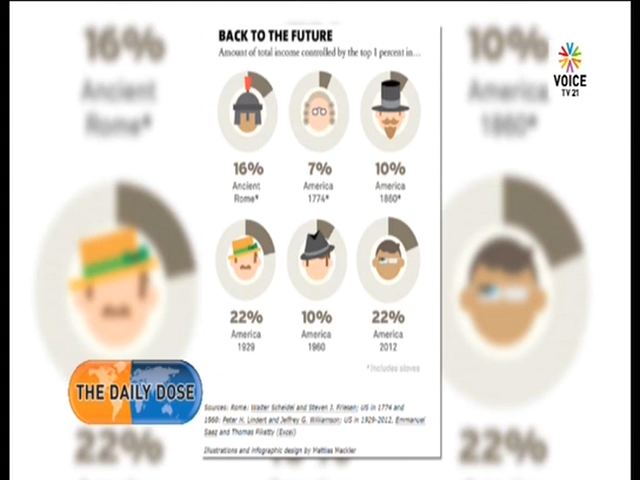 BACK TO THE FUTURE
Amount of total income controlled by the top 1 percent in...
16%
Ancient
Rome*
7%
America
1774*
10%
America
1860*
22%
America
1929
10%
America
1960
22%
America
2012
*Includes slaves
Sources: Rome: Walter Scheidel and Steven J. Friesen; US in 1774 and
1860: Peter H. Lindert and Jeffrey G. Williamson; US in 1929-2012, Emmanuel
Saez and Thomas Piketty (Excel)
Illustrations and infographic design by Mattias Mackler
16%
Ancient
Rome*
22%
10%
America
1860*
22%
VOICE
TV 21
THE DAILY DOSE